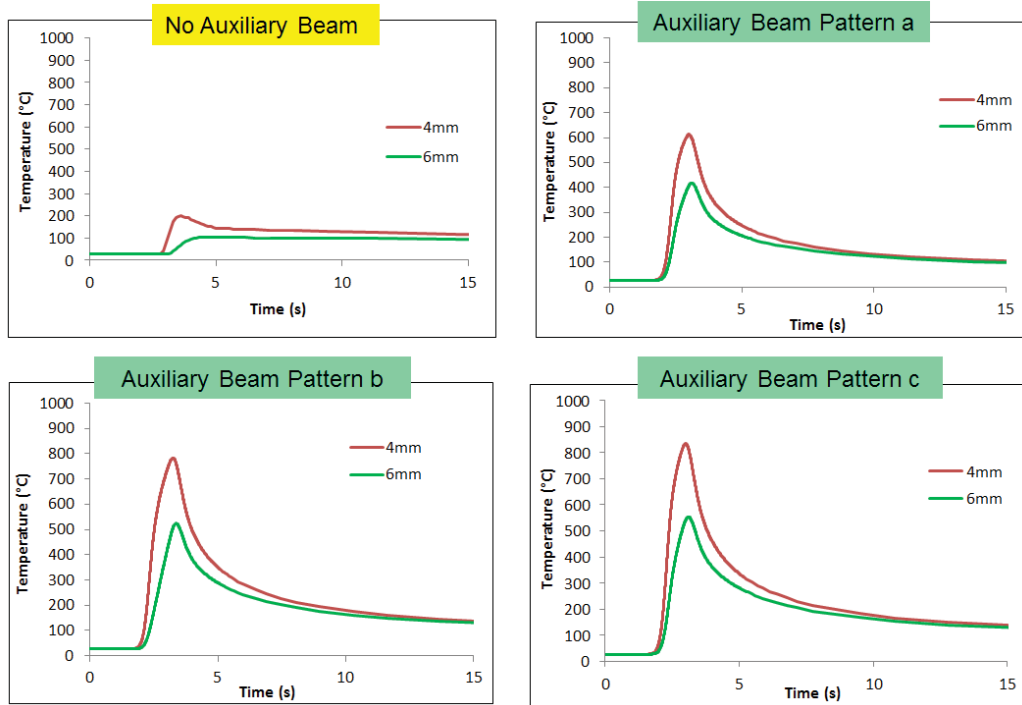 No Auxiliary Beam
1000
900
800
700
600
500
400
300
200
100
0
Temperature (°C)
4mm
6mm
0 5 10 15
Time (s)
Auxiliary Beam Pattern a
1000
900
800
700
600
500
400
300
200
100
0
Temperature (°C)
4mm
6mm
0 5 10 15
Time (s)
Auxiliary Beam Pattern b
1000
900
800
700
600
500
400
300
200
100
0
Temperature (°C)
4mm
6mm
0 5 10 15
Time (s)
Auxiliary Beam Pattern c
1000
900
800
700
600
500
400
300
200
100
0
Temperature (°C)
4mm
6mm
0 5 10 15
Time (s)